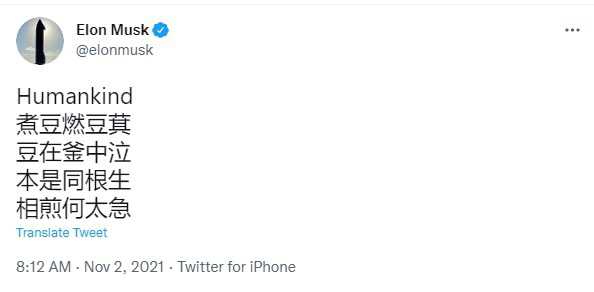 Elon Musk
@elonmusk
Humankind
煮豆燃豆萁
豆在釜中泣
本是同根生
相煎何太急
Translate Tweet
8:12 AM · Nov 2, 2021 · Twitter for iPhone